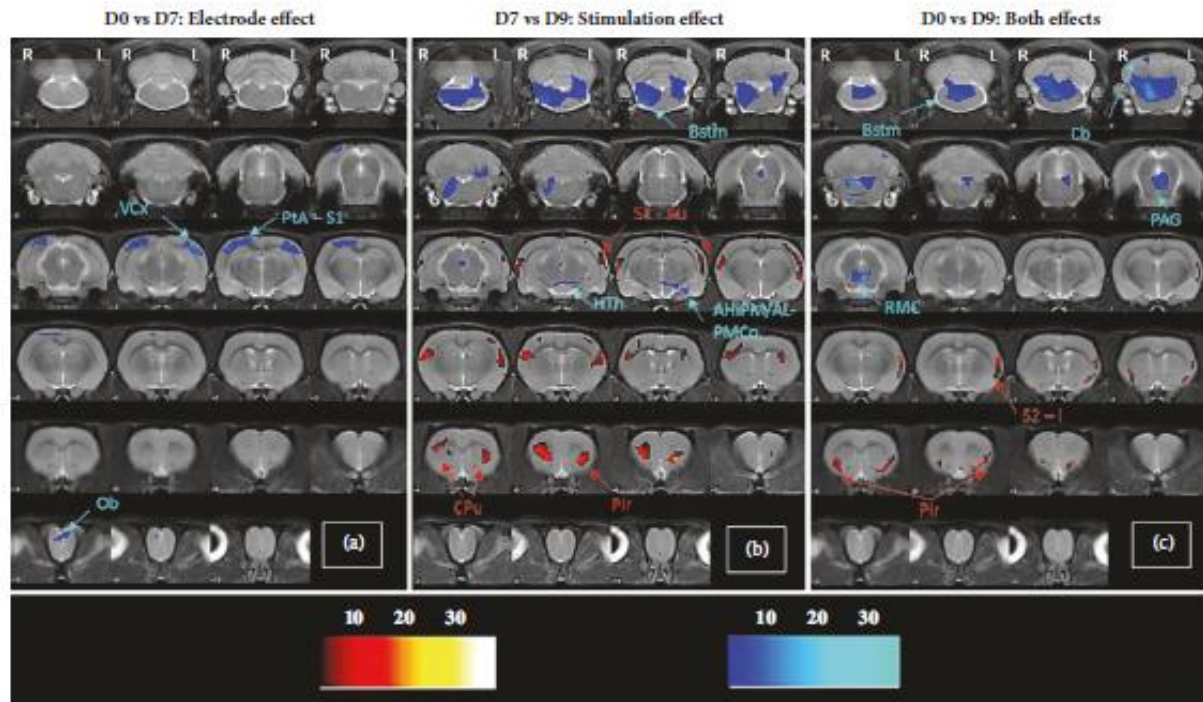 D0 vs D7: Electrode effect
D7 vs D9: Stimulation effect
D0 vs D9: Both effects
R L
R L
R L
R L
Bstm
Bstm
Cb
VCX
PtA – S1
PAG
HTh
AHiPM/AL-
PMCo
RMC
S2 – I
CPu
Pir
Pir
Ob
(a)
(b)
(c)
10 20 30
10 20 30